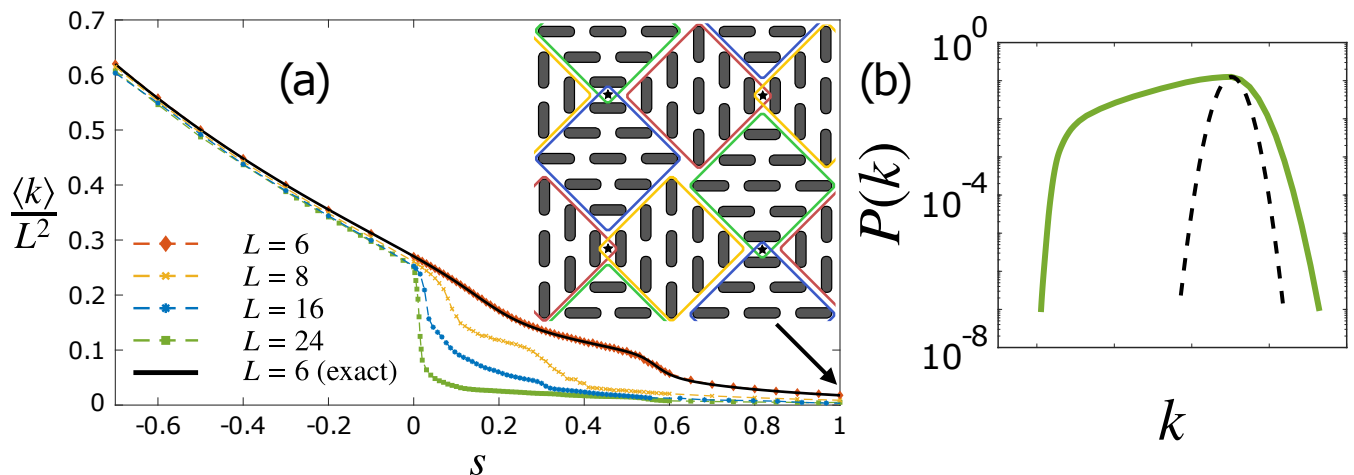 (a)
⟨k⟩
L²
0.7
0.6
0.5
0.4
0.3
0.2
0.1
0
-0.6
-0.4
-0.2
0
0.2
0.4
0.6
0.8
1
s
L = 6
L = 8
L = 16
L = 24
L = 6 (exact)
(b)
P(k)
10⁰
10⁻⁴
10⁻⁸
k